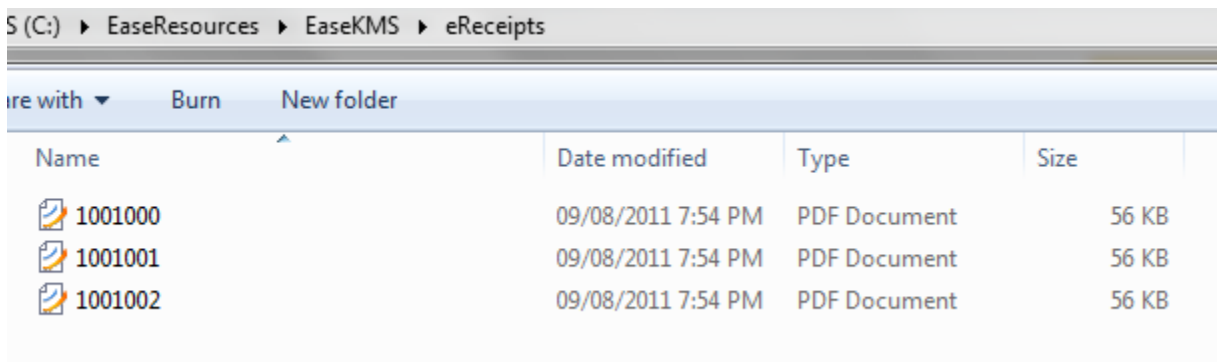 S (C:) ▸ EaseResources ▸ EaseKMS ▸ eReceipts
are with ▾ Burn New folder
Name Date modified Type Size
1001000 09/08/2011 7:54 PM PDF Document 56 KB
1001001 09/08/2011 7:54 PM PDF Document 56 KB
1001002 09/08/2011 7:54 PM PDF Document 56 KB